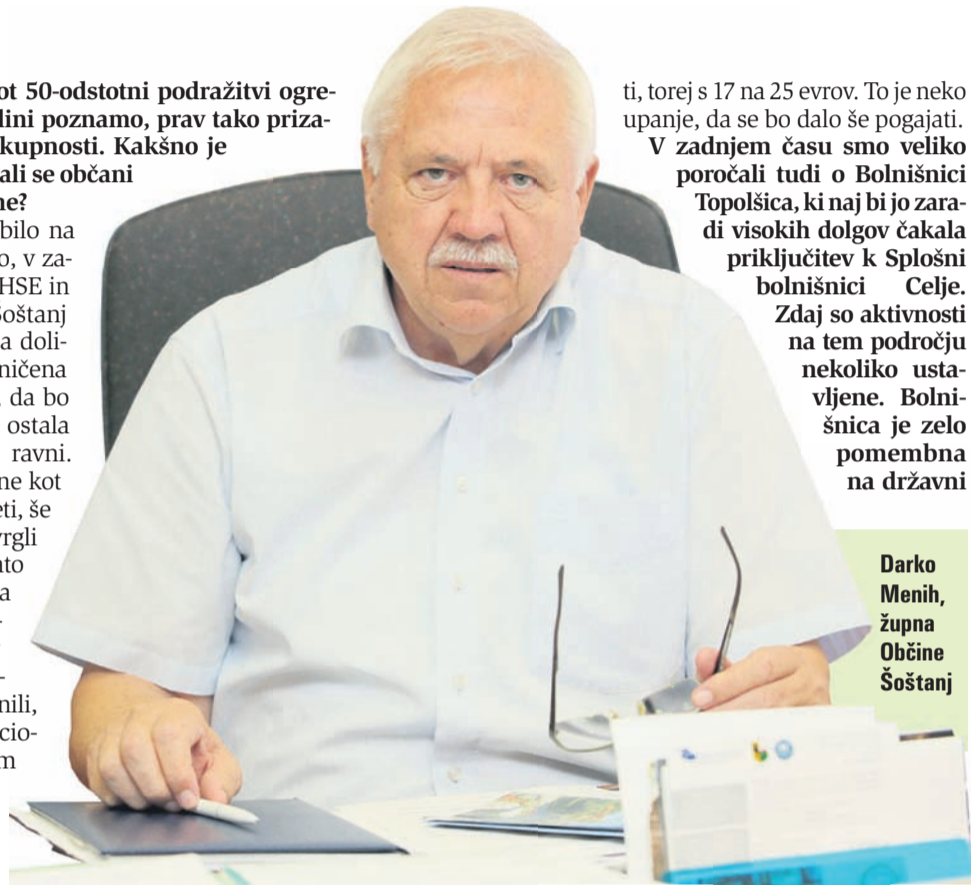 ot 50-odstotni podražitvi ogre-
lini poznamo, prav tako priza-
kupnosti. Kakšno je
ali se občani
ne?
bilo na
o, v za-
HSE in
Šoštanj
a doli-
ničena
, da bo
ostala
ravni.
ne kot
eti, še
rgli
ato
a
-
-
nili,
cio-
m
ti, torej s 17 na 25 evrov. To je neko
upanje, da se bo dalo še pogajati.
V zadnjem času smo veliko
poročali tudi o Bolnišnici
Topolšica, ki naj bi jo zara-
di visokih dolgov čakala
priključitev k Splošni
bolnišnici Celje.
Zdaj so aktivnosti
na tem področju
nekoliko usta-
vljene. Bolni-
šnica je zelo
pomembna
na državni
Darko
Menih,
župna
Občine
Šoštanj